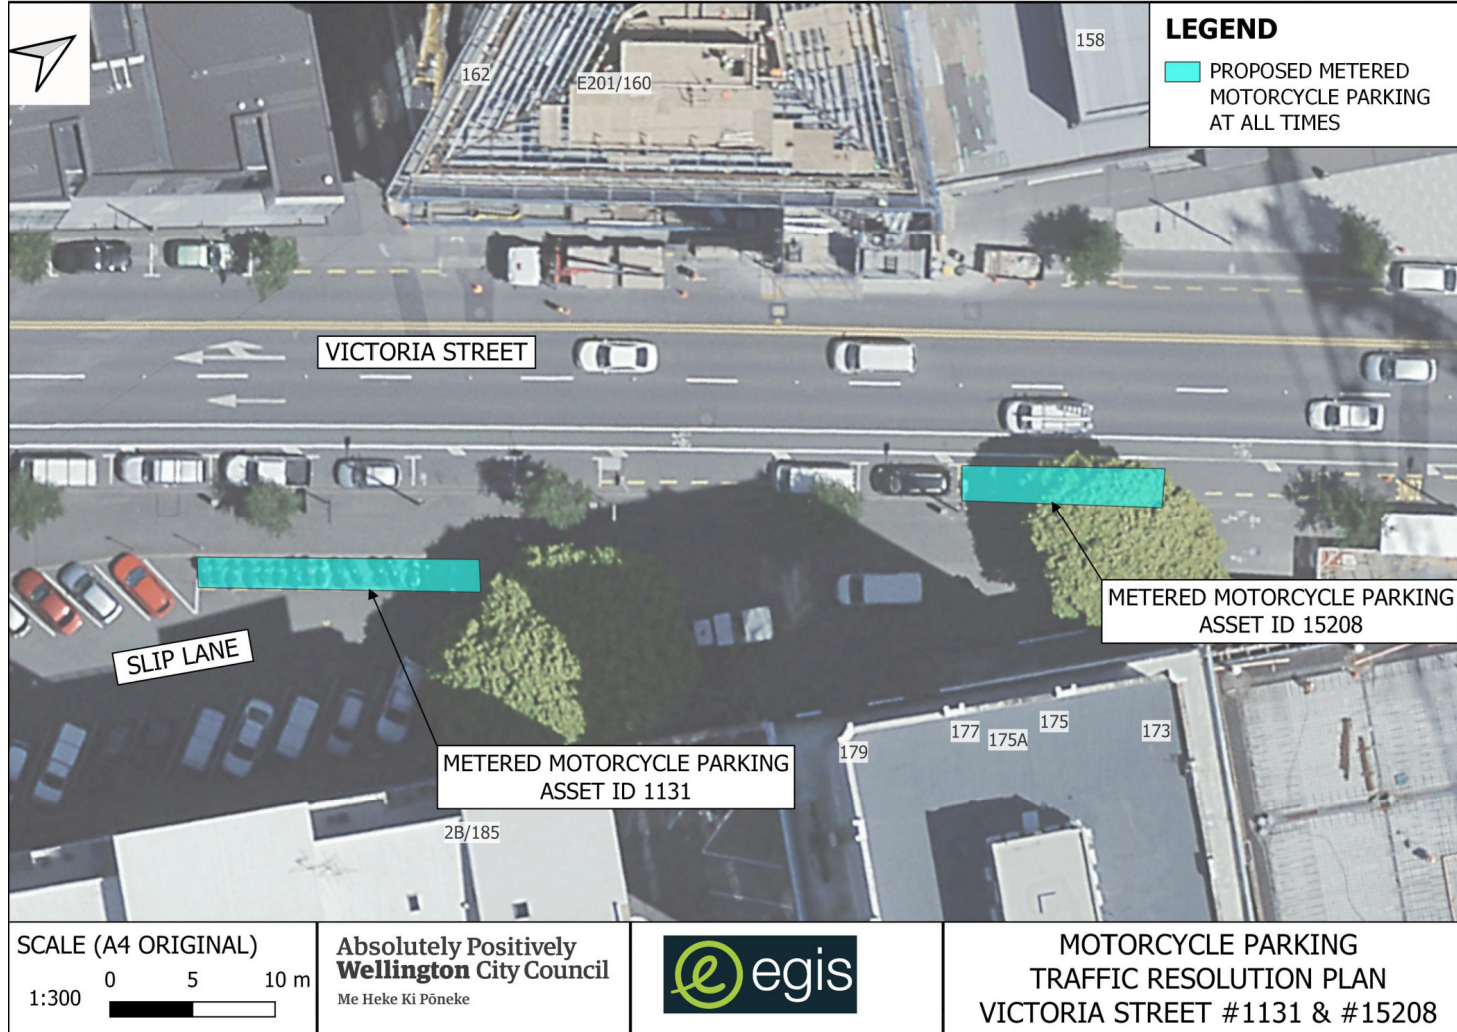 LEGEND
PROPOSED METERED
MOTORCYCLE PARKING
AT ALL TIMES
158
162
E201/160
VICTORIA STREET
METERED MOTORCYCLE PARKING
ASSET ID 15208
SLIP LANE
METERED MOTORCYCLE PARKING
ASSET ID 1131
179
177
175A
175
173
2B/185
SCALE (A4 ORIGINAL)
1:300
0 5 10 m
Absolutely Positively
Wellington City Council
Me Heke Ki Pōneke
e egis
MOTORCYCLE PARKING
TRAFFIC RESOLUTION PLAN
VICTORIA STREET #1131 & #15208